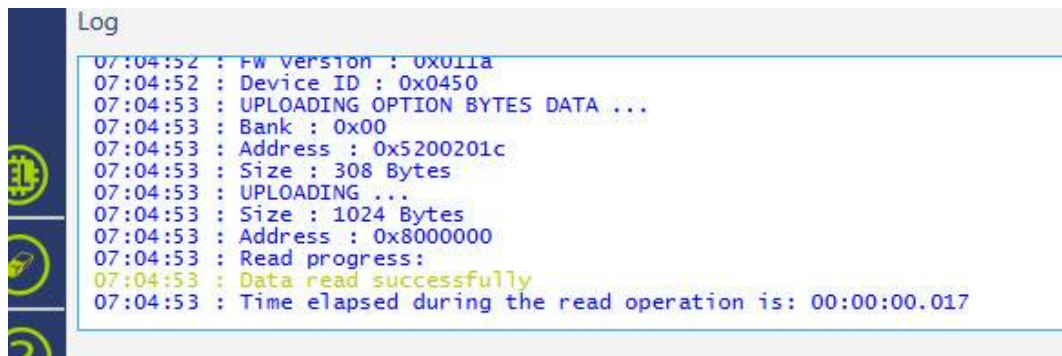 Log
07:04:52 : FW version : 0x011a
07:04:52 : Device ID : 0x0450
07:04:53 : UPLOADING OPTION BYTES DATA ...
07:04:53 : Bank : 0x00
07:04:53 : Address : 0x5200201c
07:04:53 : Size : 308 Bytes
07:04:53 : UPLOADING ...
07:04:53 : Size : 1024 Bytes
07:04:53 : Address : 0x8000000
07:04:53 : Read progress:
07:04:53 : Data read successfully
07:04:53 : Time elapsed during the read operation is: 00:00:00.017